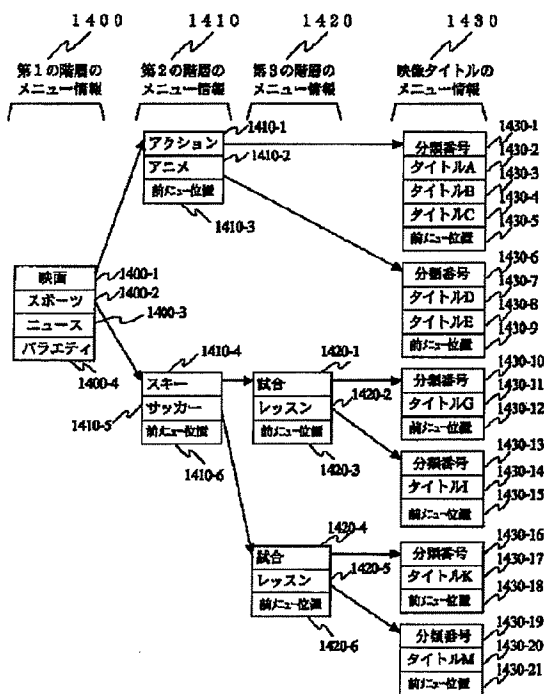 1400
1410
1420
1430
第1の階層の
メニュー情報
第2の階層の
メニュー情報
第3の階層の
メニュー情報
映像タイトルの
メニュー情報
アクション
アニメ
前メニュー位置
1410-1
1410-2
1410-3
分類番号
タイトルA
タイトルB
タイトルC
前メニュー位置
1430-1
1430-2
1430-3
1430-4
1430-5
映画
スポーツ
ニュース
バラエティ
1400-1
1400-2
1400-3
1400-4
分類番号
タイトルD
タイトルE
前メニュー位置
1430-6
1430-7
1430-8
1430-9
スキー
サッカー
前メニュー位置
1410-4
1410-5
1410-6
試合
レッスン
前メニュー位置
1420-1
1420-2
1420-3
分類番号
タイトルG
前メニュー位置
1430-10
1430-11
1430-12
分類番号
タイトルI
前メニュー位置
1430-13
1430-14
1430-15
試合
レッスン
前メニュー位置
1420-4
1420-5
1420-6
分類番号
タイトルK
前メニュー位置
1430-16
1430-17
1430-18
分類番号
タイトルM
前メニュー位置
1430-19
1430-20
1430-21